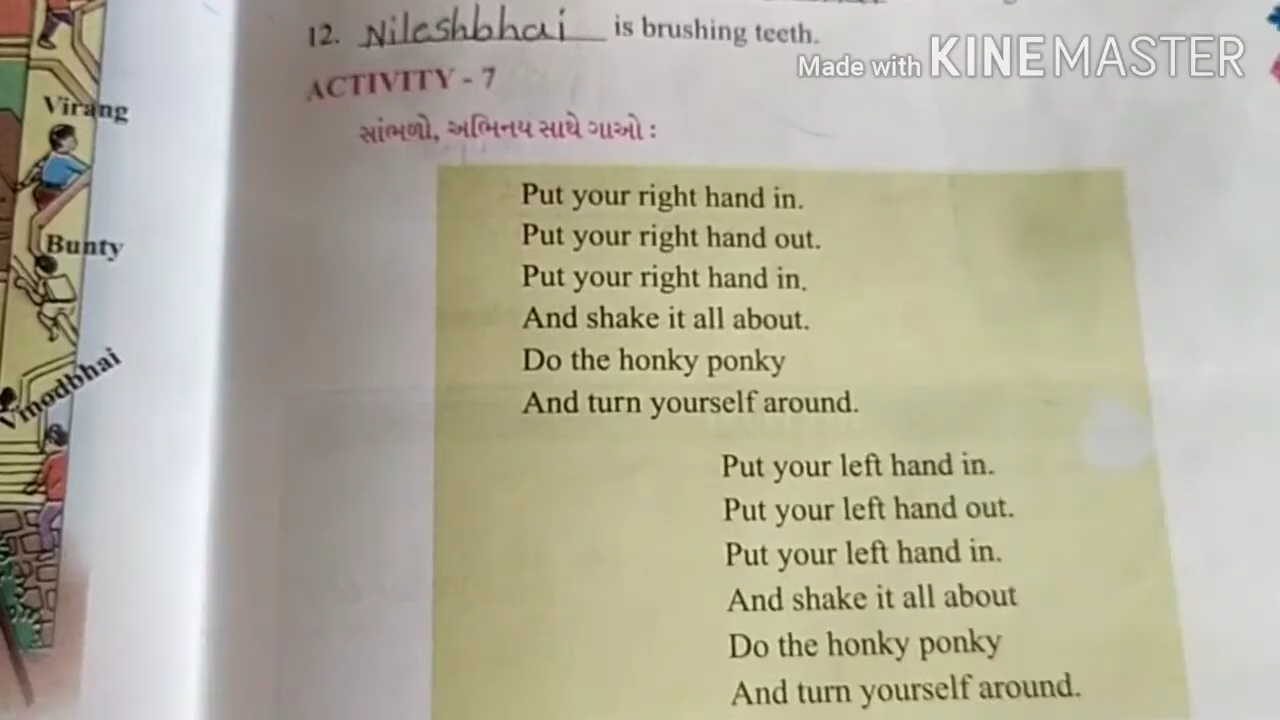 12. Nileshbhai is brushing teeth.
Made with KINEMASTER
ACTIVITY - 7
સાંભળો, અભિનય સાથે ગાઓ :
Virang
Bunty
Vinodbhai
Put your right hand in.
Put your right hand out.
Put your right hand in.
And shake it all about.
Do the honky ponky
And turn yourself around.
Put your left hand in.
Put your left hand out.
Put your left hand in.
And shake it all about
Do the honky ponky
And turn yourself around.